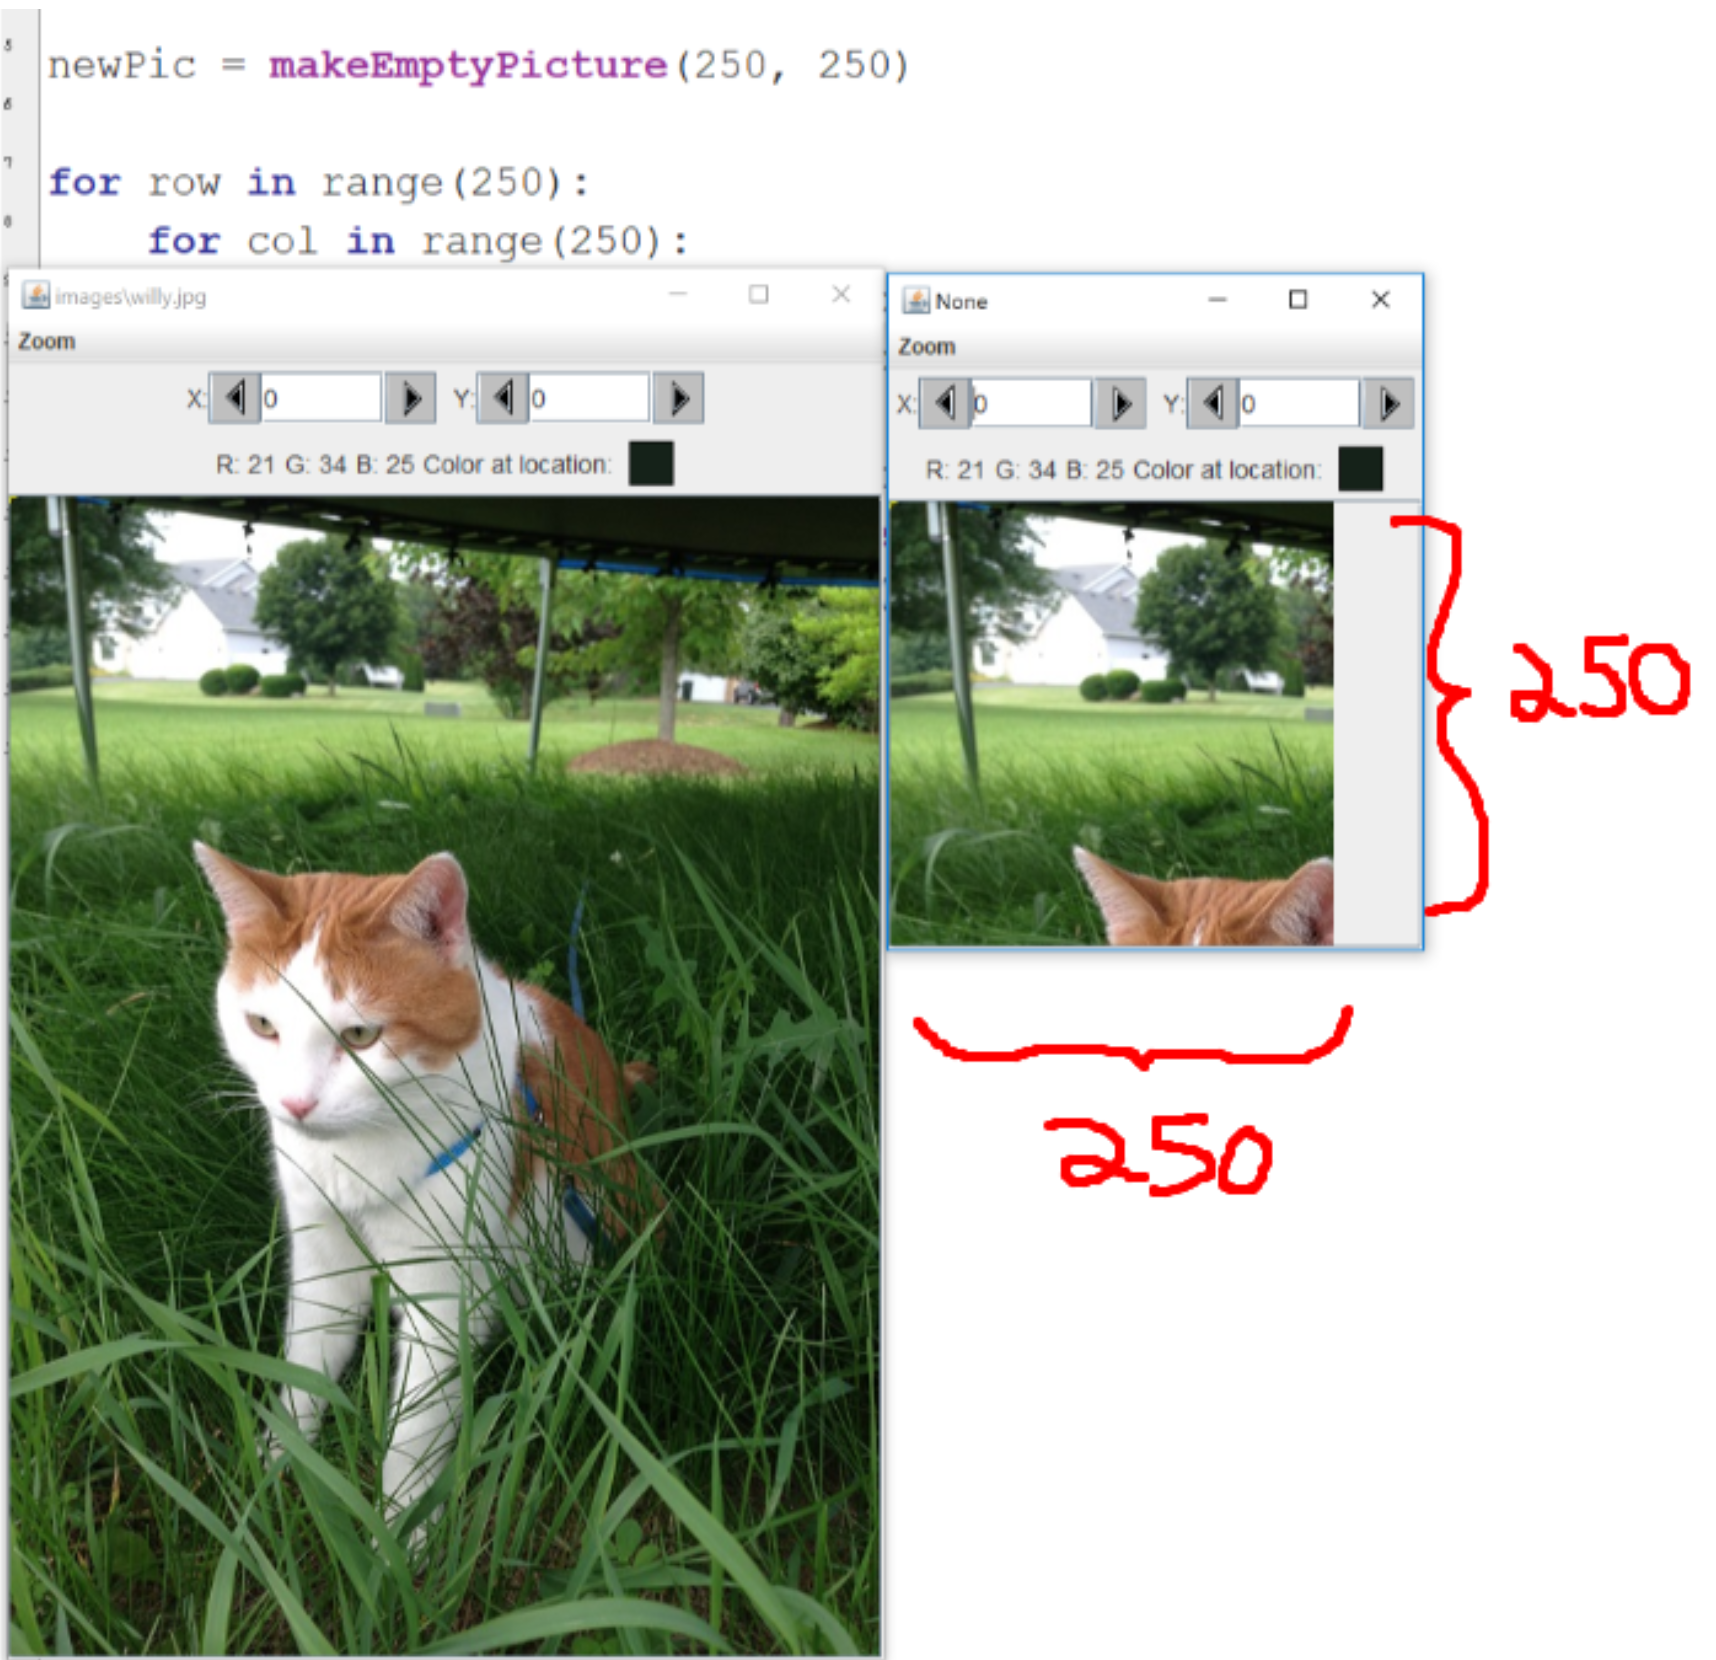 newPic = makeEmptyPicture(250, 250)
for row in range(250):
for col in range(250):
images\willy.jpg
Zoom
X: 0 Y: 0
R: 21 G: 34 B: 25 Color at location:
None
Zoom
X: 0 Y: 0
R: 21 G: 34 B: 25 Color at location:
250
250